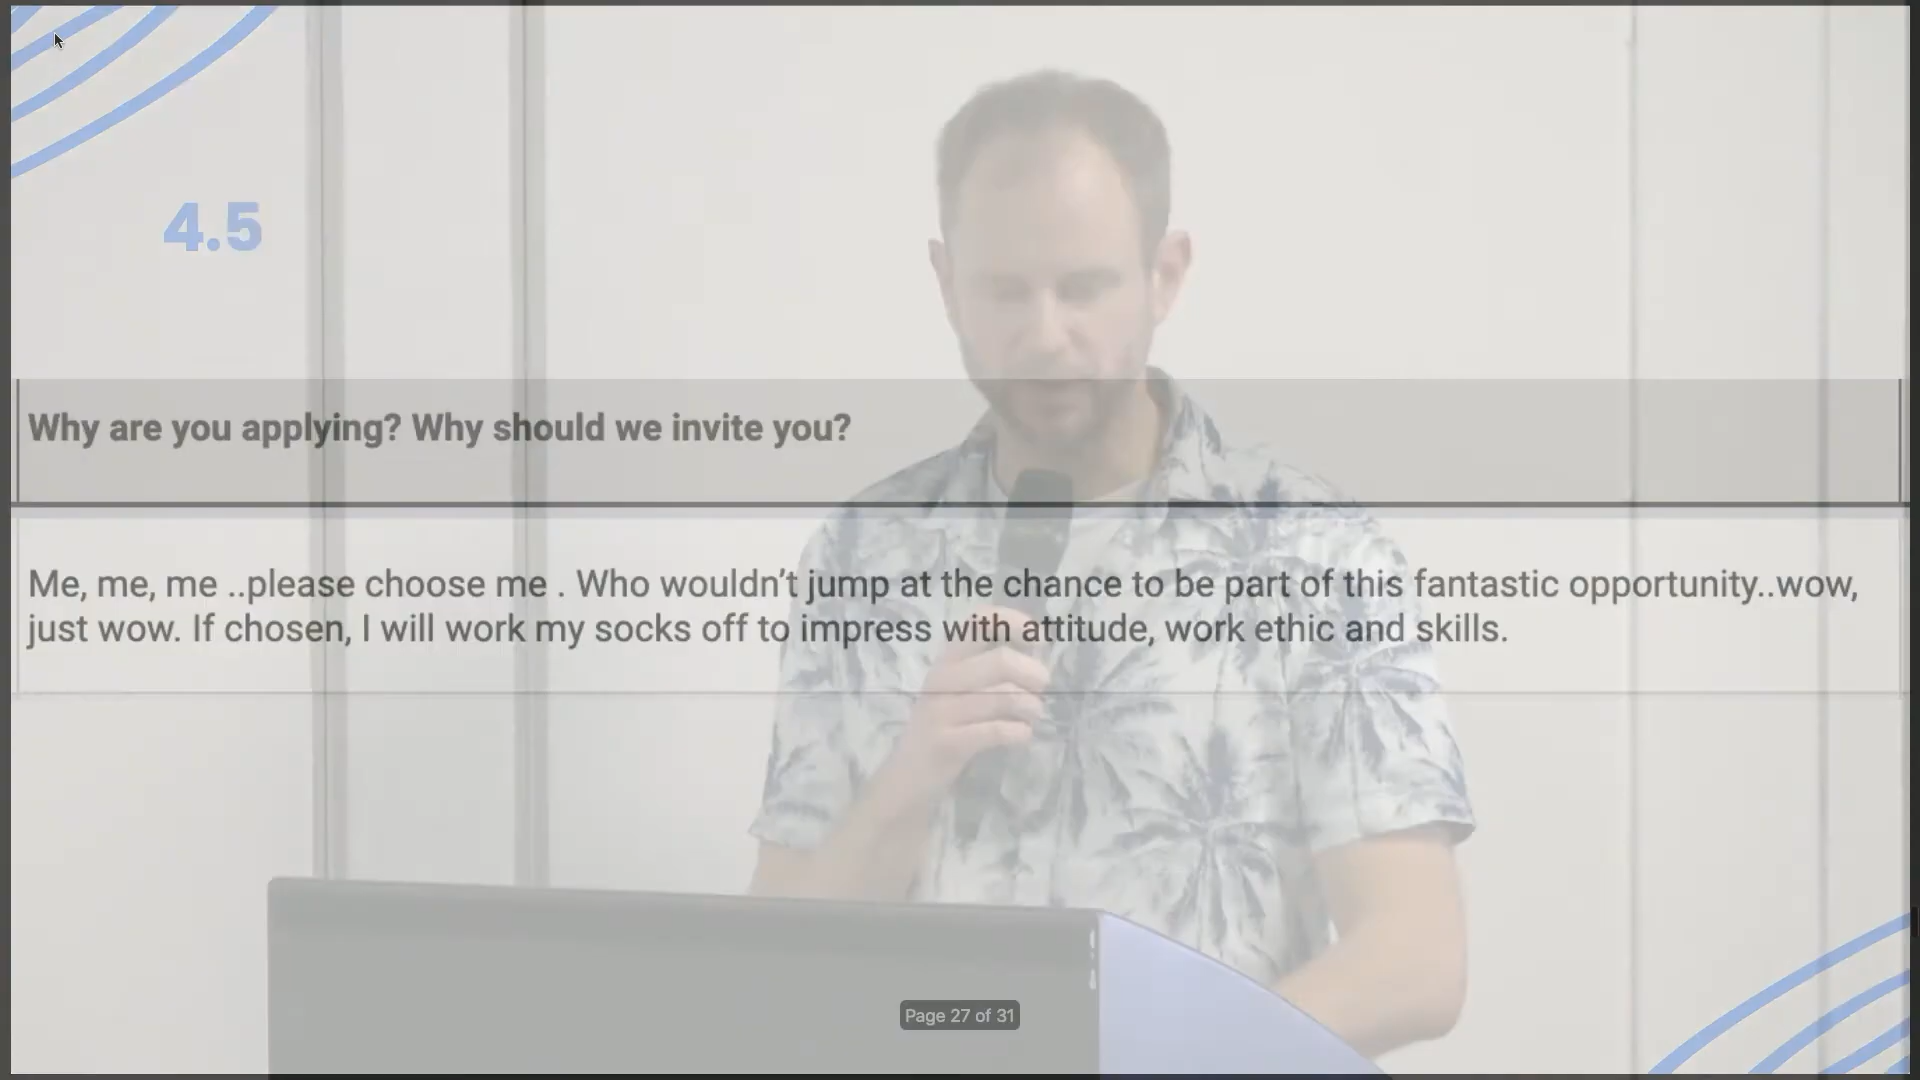 4.5
Why are you applying? Why should we invite you?
Me, me, me ..please choose me . Who wouldn’t jump at the chance to be part of this fantastic opportunity..wow,
just wow. If chosen, I will work my socks off to impress with attitude, work ethic and skills.
Page 27 of 31